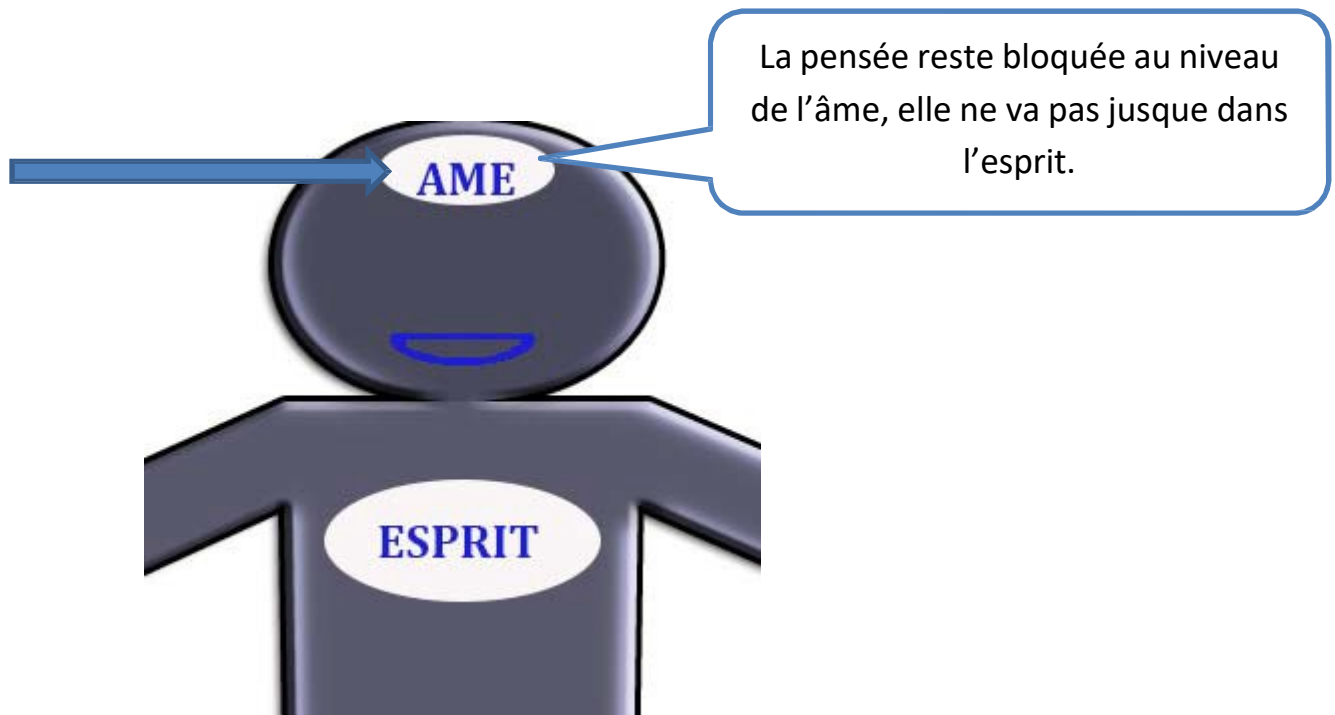 La pensée reste bloquée au niveau
de l’âme, elle ne va pas jusque dans
l’esprit.
AME
ESPRIT